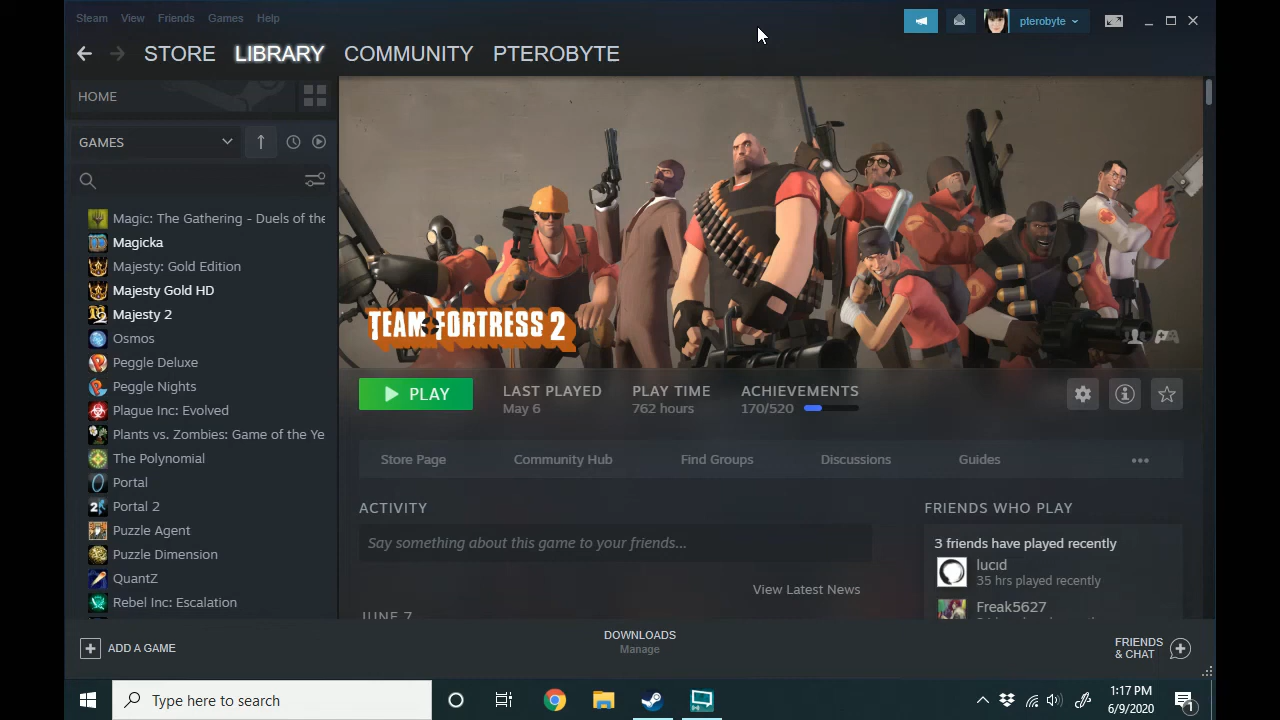 Steam View Friends Games Help
pterobyte
STORE LIBRARY COMMUNITY PTEROBYTE
HOME
GAMES
Magic: The Gathering - Duels of the
Magicka
Majesty: Gold Edition
Majesty Gold HD
Majesty 2
Osmos
Peggle Deluxe
Peggle Nights
Plague Inc: Evolved
Plants vs. Zombies: Game of the Ye
The Polynomial
Portal
Portal 2
Puzzle Agent
Puzzle Dimension
QuantZ
Rebel Inc: Escalation
TEAM FORTRESS 2
PLAY
LAST PLAYED
May 6
PLAY TIME
762 hours
ACHIEVEMENTS
170/520
Store Page Community Hub Find Groups Discussions Guides
ACTIVITY
Say something about this game to your friends...
View Latest News
JUNE 7
FRIENDS WHO PLAY
3 friends have played recently
lucıd
35 hrs played recently
Freak5627
ADD A GAME
DOWNLOADS
Manage
FRIENDS
& CHAT
Type here to search
1:17 PM
6/9/2020
1